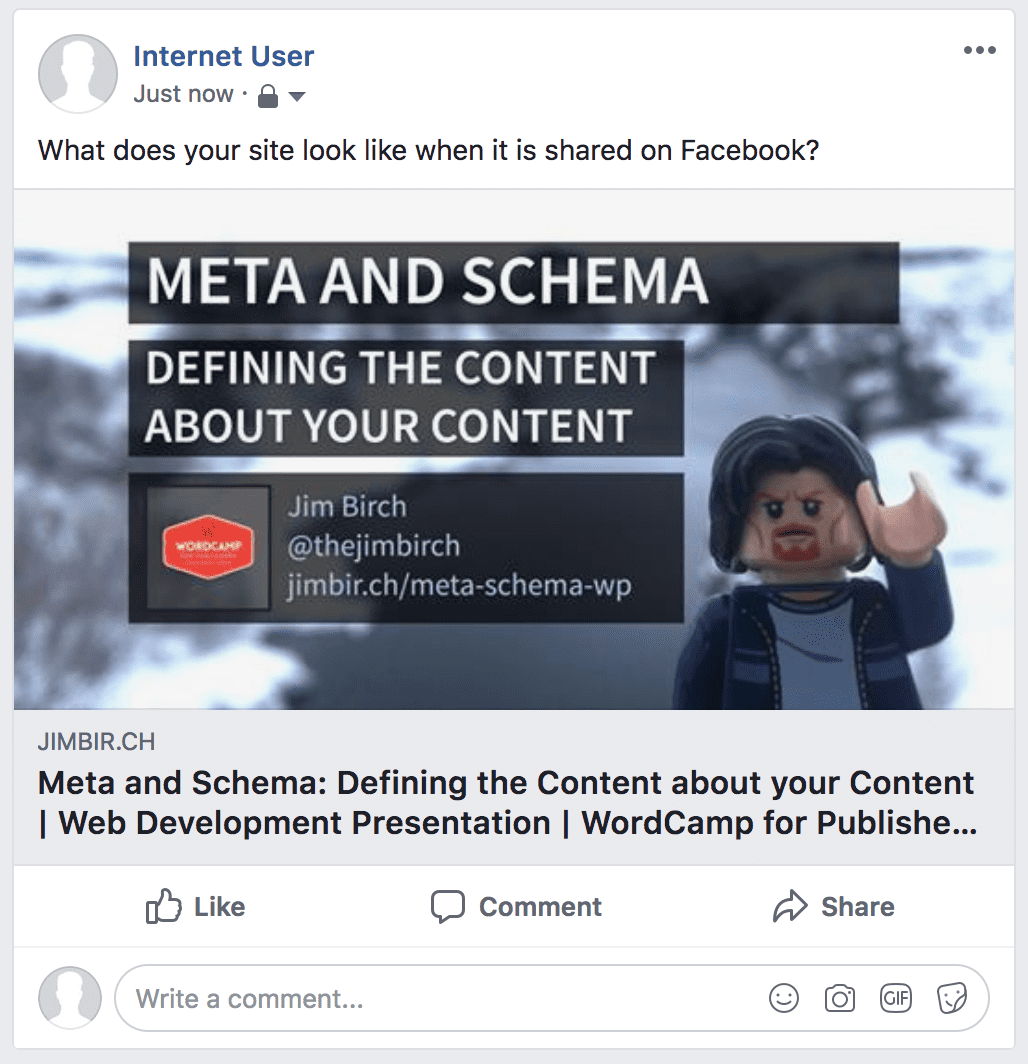 Internet User
Just now ·
What does your site look like when it is shared on Facebook?
META AND SCHEMA
DEFINING THE CONTENT
ABOUT YOUR CONTENT
WORDCAMP
Jim Birch
@thejimbirch
jimbir.ch/meta-schema-wp
JIMBIR.CH
Meta and Schema: Defining the Content about your Content
| Web Development Presentation | WordCamp for Publishe...
Like
Comment
Share
Write a comment...
GIF